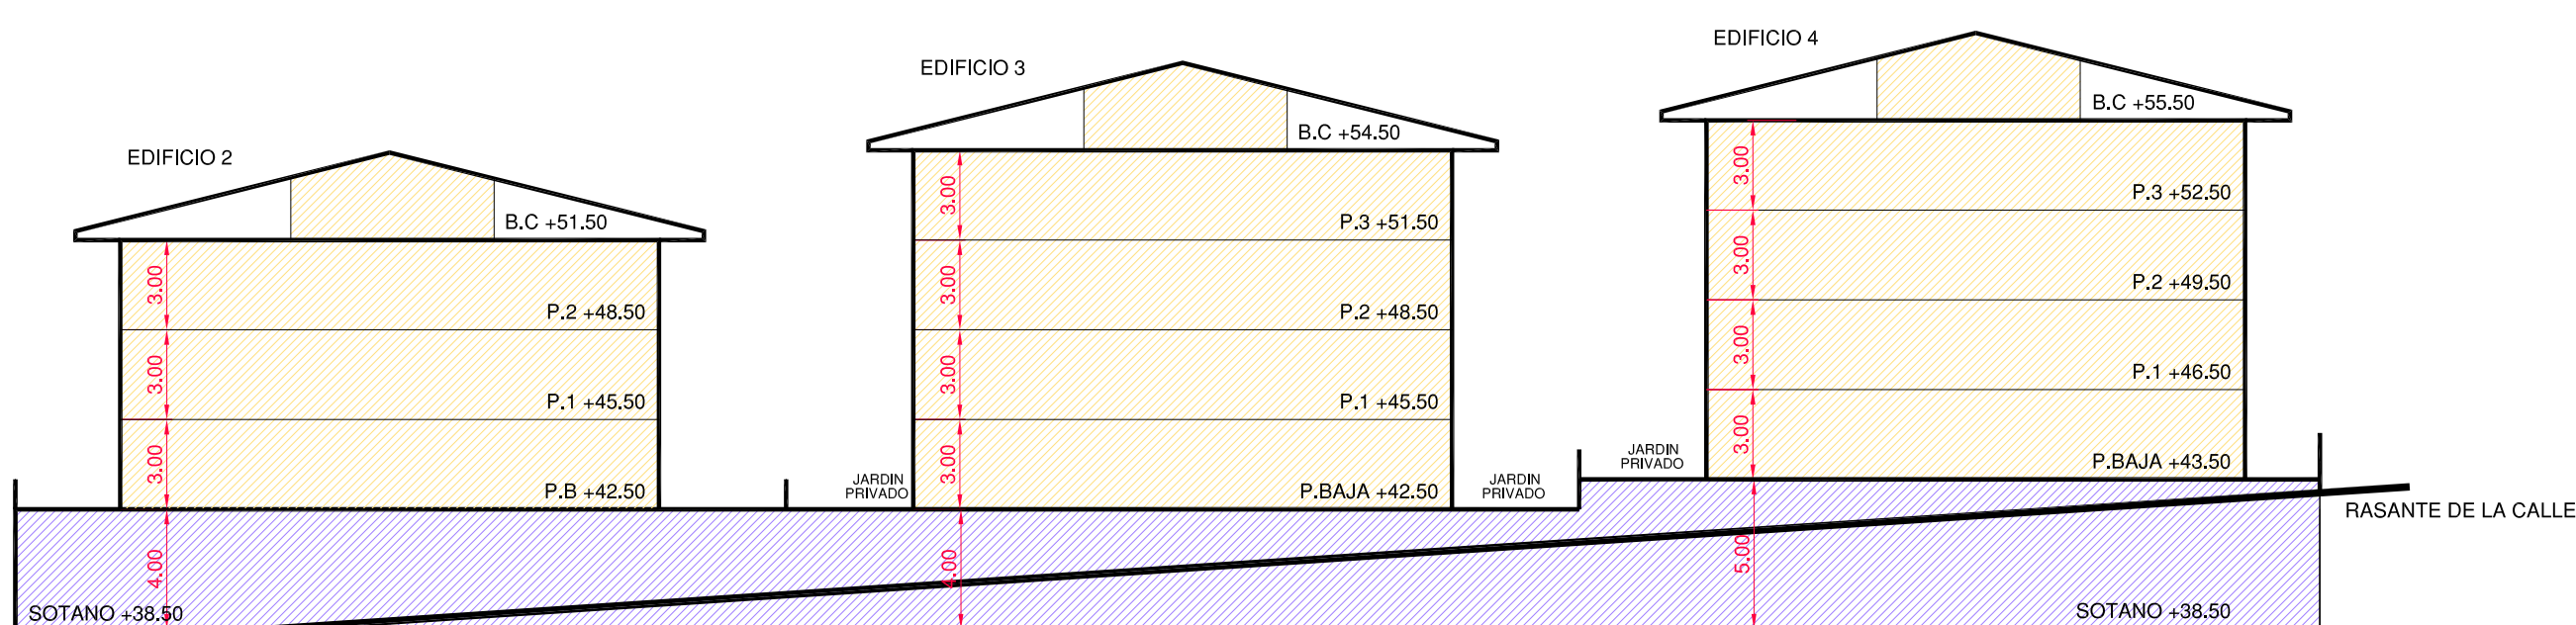 EDIFICIO 2
B.C +51.50
3.00
P.2 +48.50
3.00
P.1 +45.50
3.00
P.B +42.50
4.00
SOTANO +38.50
EDIFICIO 3
B.C +54.50
3.00
P.3 +51.50
3.00
P.2 +48.50
3.00
P.1 +45.50
3.00
JARDIN
PRIVADO
P.BAJA +42.50
JARDIN
PRIVADO
4.00
EDIFICIO 4
B.C +55.50
3.00
P.3 +52.50
3.00
P.2 +49.50
3.00
P.1 +46.50
3.00
JARDIN
PRIVADO
P.BAJA +43.50
RASANTE DE LA CALLE
5.00
SOTANO +38.50